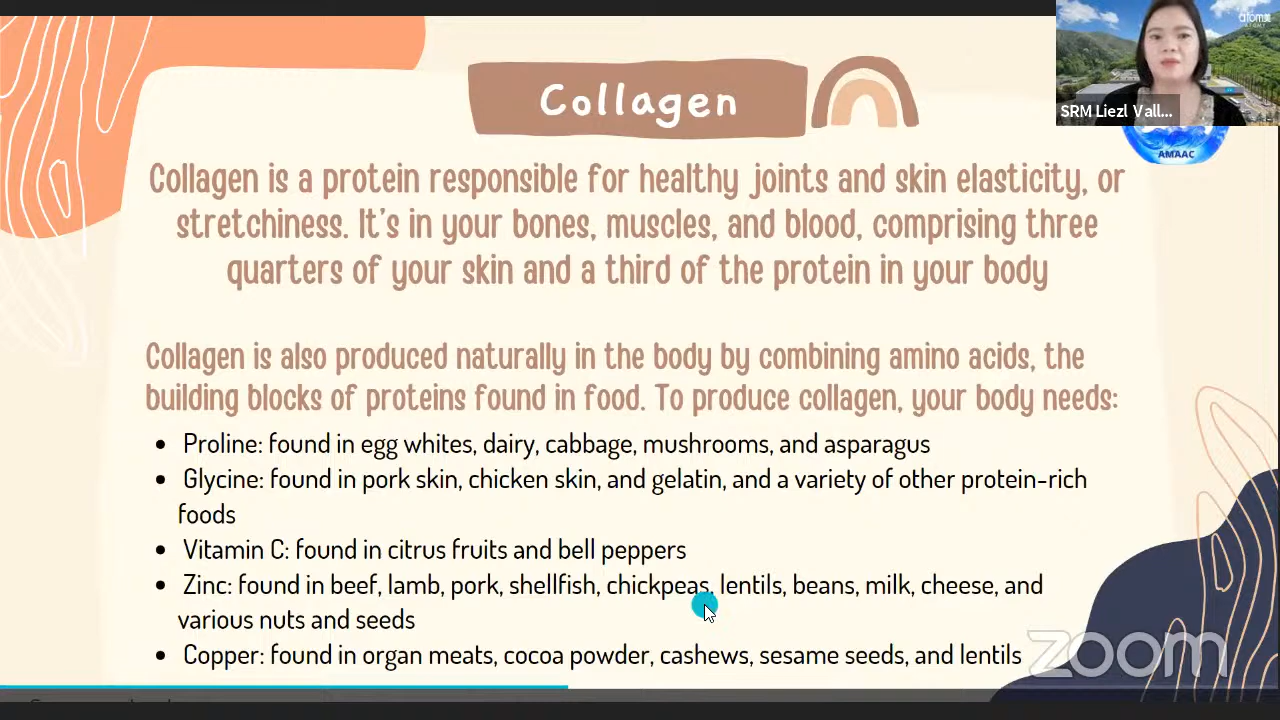 Collagen
atom
SRM Liezl Vall...
AMAAC
Collagen is a protein responsible for healthy joints and skin elasticity, or
stretchiness. It's in your bones, muscles, and blood, comprising three
quarters of your skin and a third of the protein in your body
Collagen is also produced naturally in the body by combining amino acids, the
building blocks of proteins found in food. To produce collagen, your body needs:
• Proline: found in egg whites, dairy, cabbage, mushrooms, and asparagus
• Glycine: found in pork skin, chicken skin, and gelatin, and a variety of other protein-rich
foods
• Vitamin C: found in citrus fruits and bell peppers
• Zinc: found in beef, lamb, pork, shellfish, chickpeas, lentils, beans, milk, cheese, and
various nuts and seeds
• Copper: found in organ meats, cocoa powder, cashews, sesame seeds, and lentils
zoom